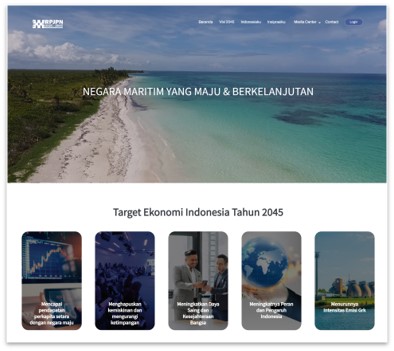 RPJPN
Beranda
Visi 2045
Indonesiaku
Media Center
Contact
Login
NEGARA MARITIM YANG MAJU & BERKELANJUTAN
Target Ekonomi Indonesia Tahun 2045
Mencapai
pendapatan
perkapita setara
dengan negara maju
Menghapuskan
kemiskinan dan
mengurangi
ketimpangan
Meningkatkan Daya
Saing dan
Kesejahteraan
Bangsa
Meningkatnya Peran
dan Pengaruh
Indonesia
Menurunnya
Intensitas Emisi Grk